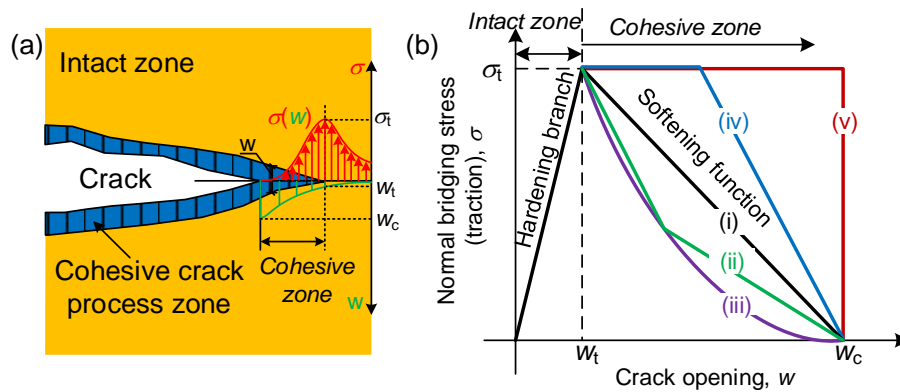 (a)
Intact zone
σ
σt
σ(w)
w
Crack
wt
wc
Cohesive zone
Cohesive crack
process zone
w
(b)
Intact zone
Cohesive zone
σt
Normal bridging stress
(traction), σ
Hardening branch
Softening function
(iv)
(v)
(i)
(ii)
(iii)
wt
wc
Crack opening, w